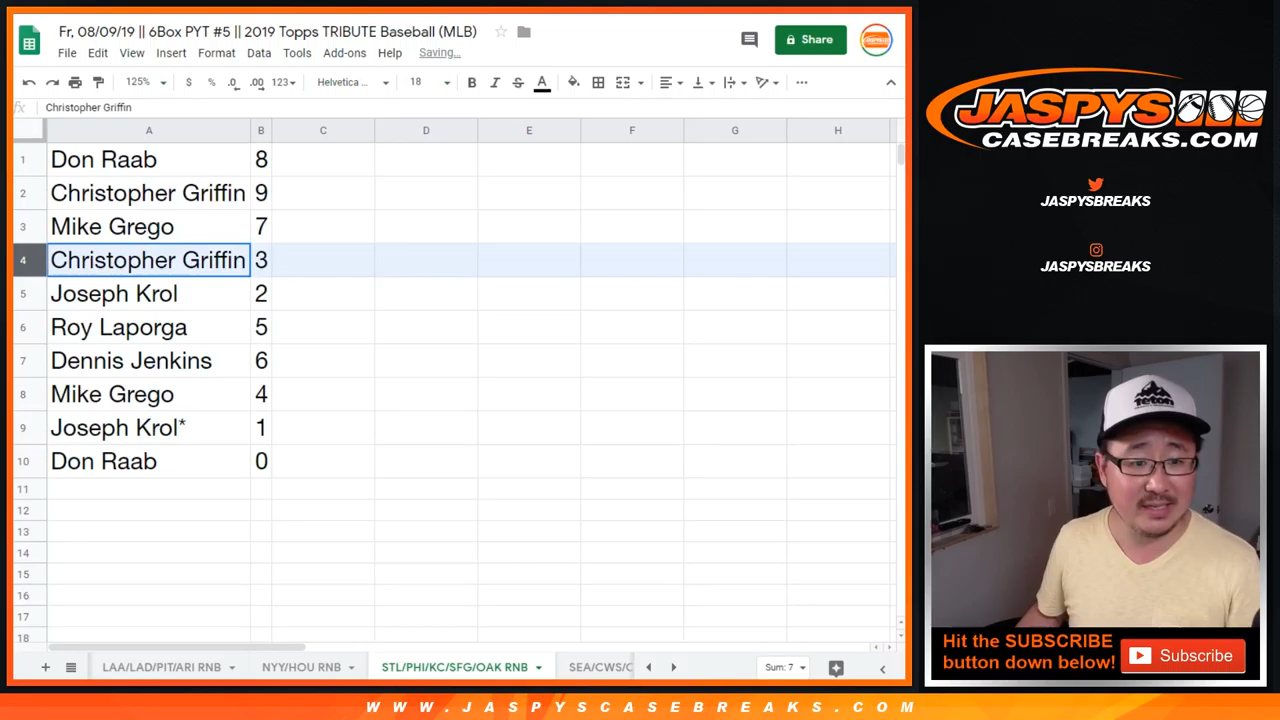 Fr, 08/09/19 || 6Box PYT #5 || 2019 Topps TRIBUTE Baseball (MLB)
File Edit View Insert Format Data Tools Add-ons Help Saving...
Share
125% $ % .0 .00 123 Helvetica ... 18 B I S A
fx Christopher Griffin
A B C D E F G H
1 Don Raab 8
2 Christopher Griffin 9
3 Mike Grego 7
4 Christopher Griffin 3
5 Joseph Krol 2
6 Roy Laporga 5
7 Dennis Jenkins 6
8 Mike Grego 4
9 Joseph Krol* 1
10 Don Raab 0
11
12
13
14
15
16
17
18
LAA/LAD/PIT/ARI RNB NYY/HOU RNB STL/PHI/KC/SFG/OAK RNB SEA/CWS/C Sum: 7
JASPYS
CASEBREAKS.COM
JASPYSBREAKS
JASPYSBREAKS
Teton
Hit the SUBSCRIBE
button down below!
Subscribe
WWW.JASPYSCASEBREAKS.COM